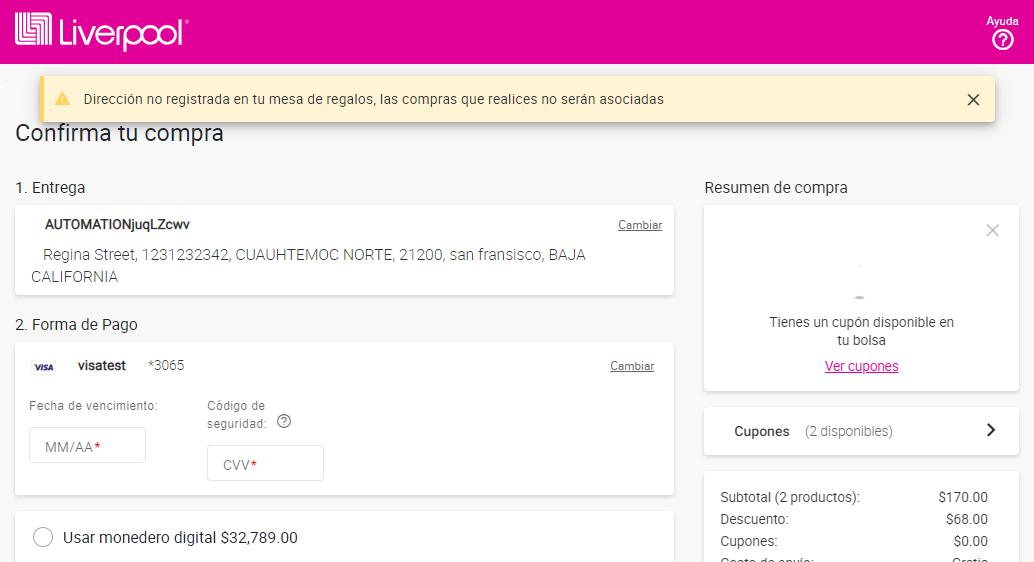 Liverpool
Ayuda
Dirección no registrada en tu mesa de regalos, las compras que realices no serán asociadas
Confirma tu compra
1. Entrega
AUTOMATIONjuqLZcwv
Cambiar
Regina Street, 1231232342, CUAUHTEMOC NORTE, 21200, san fransisco, BAJA
CALIFORNIA
2. Forma de Pago
VISA visatest *3065
Cambiar
Fecha de vencimiento:
MM/AA*
Código de
seguridad:
CVV*
Usar monedero digital $32,789.00
Resumen de compra
Tienes un cupón disponible en
tu bolsa
Ver cupones
Cupones (2 disponibles)
Subtotal (2 productos): $170.00
Descuento: $68.00
Cupones: $0.00
Costo de envío: Gratis